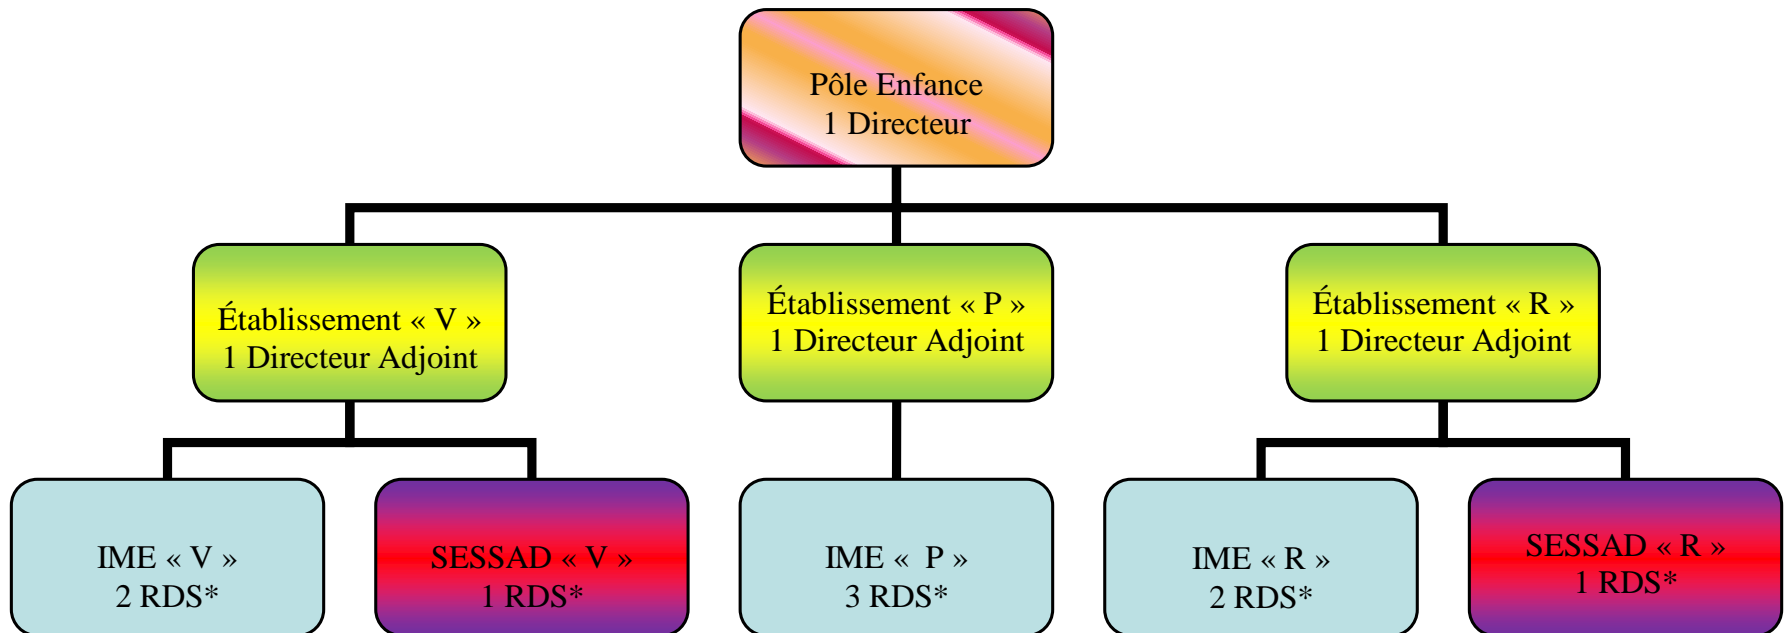 Pôle Enfance
1 Directeur
Établissement « V »
1 Directeur Adjoint
Établissement « P »
1 Directeur Adjoint
Établissement « R »
1 Directeur Adjoint
IME « V »
2 RDS*
SESSAD « V »
1 RDS*
IME «  P »
3 RDS*
IME « R »
2 RDS*
SESSAD « R »
1 RDS*